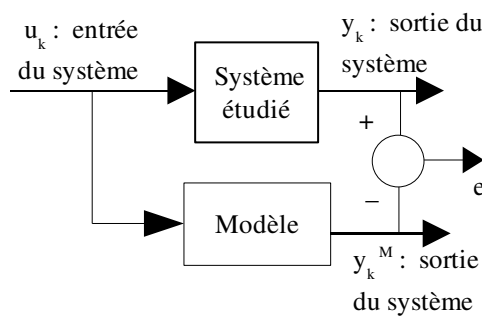 u_k : entrée
du système
Système
étudié
y_k : sortie du
système
+
e
−
Modèle
y_k^M : sortie
du système